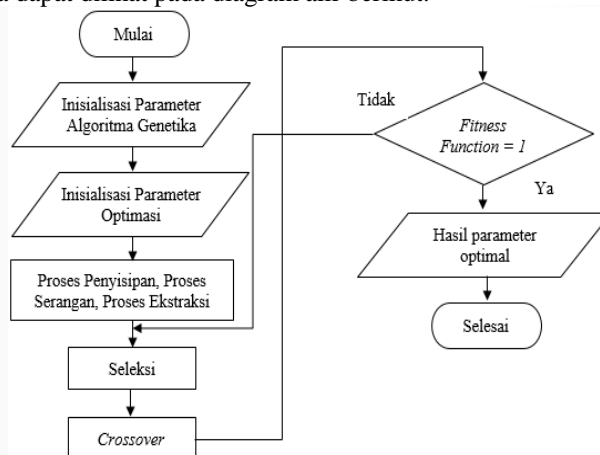 Mulai
Inisialisasi Parameter
Algoritma Genetika
Inisialisasi Parameter
Optimasi
Proses Penyisipan, Proses
Serangan, Proses Ekstraksi
Seleksi
Crossover
Tidak
Fitness
Function = 1
Ya
Hasil parameter
optimal
Selesai